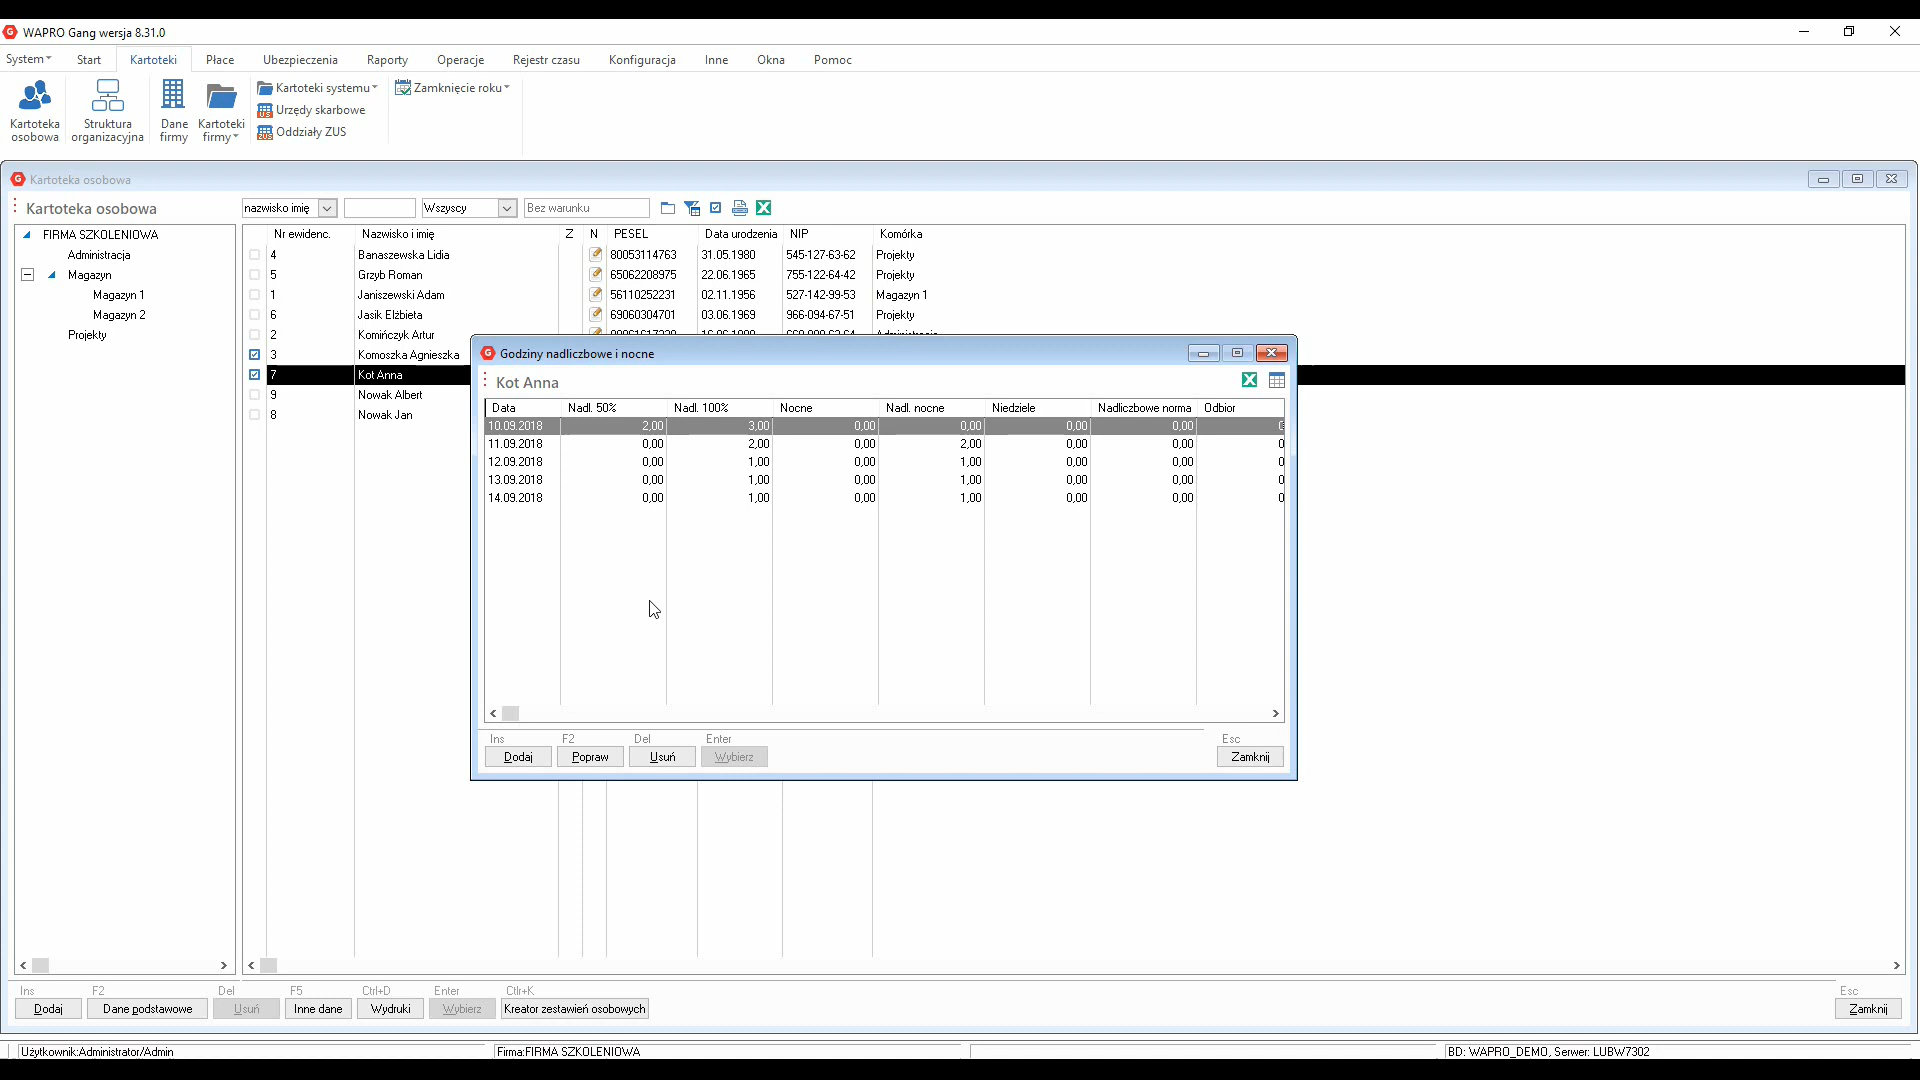 WAPRO Gang wersja 8.31.0
System Start Kartoteki Płace Ubezpieczenia Raporty Operacje Rejestr czasu Konfiguracja Inne Okna Pomoc
Kartoteka osobowa
Struktura organizacyjna
Dane firmy
Kartoteki firmy
Kartoteki systemu
Urzędy skarbowe
Oddziały ZUS
Zamknięcie roku
Kartoteka osobowa
Kartoteka osobowa
nazwisko imię Wszyscy Bez warunku
FIRMA SZKOLENIOWA
Administracja
Magazyn
Magazyn 1
Magazyn 2
Projekty
Nr ewidenc. Nazwisko i imię Z N PESEL Data urodzenia NIP Komórka
4 Banaszewska Lidia 80053114763 31.05.1980 545-127-63-62 Projekty
5 Grzyb Roman 65062208975 22.06.1965 755-122-64-42 Projekty
1 Janiszewski Adam 56110252231 02.11.1956 527-142-99-53 Magazyn 1
6 Jasik Elżbieta 69060304701 03.06.1969 966-094-67-51 Projekty
2 Komińczyk Artur
3 Komoszka Agnieszka
7 Kot Anna
9 Nowak Albert
8 Nowak Jan
Godziny nadliczbowe i nocne
Kot Anna
Data Nadl. 50% Nadl. 100% Nocne Nadl. nocne Niedziele Nadliczbowe norma Odbior
10.09.2018 2,00 3,00 0,00 0,00 0,00 0,00
11.09.2018 0,00 2,00 0,00 2,00 0,00 0,00 0
12.09.2018 0,00 1,00 0,00 1,00 0,00 0,00 0
13.09.2018 0,00 1,00 0,00 1,00 0,00 0,00 0
14.09.2018 0,00 1,00 0,00 1,00 0,00 0,00 0
Ins F2 Del Enter Esc
Dodaj Popraw Usuń Wybierz Zamknij
Ins F2 Del F5 Ctrl+D Enter Ctlr+K Esc
Dodaj Dane podstawowe Usuń Inne dane Wydruki Wybierz Kreator zestawień osobowych Zamknij
Użytkownik:Administrator/Admin Firma:FIRMA SZKOLENIOWA BD: WAPRO_DEMO, Serwer: LUBW7302